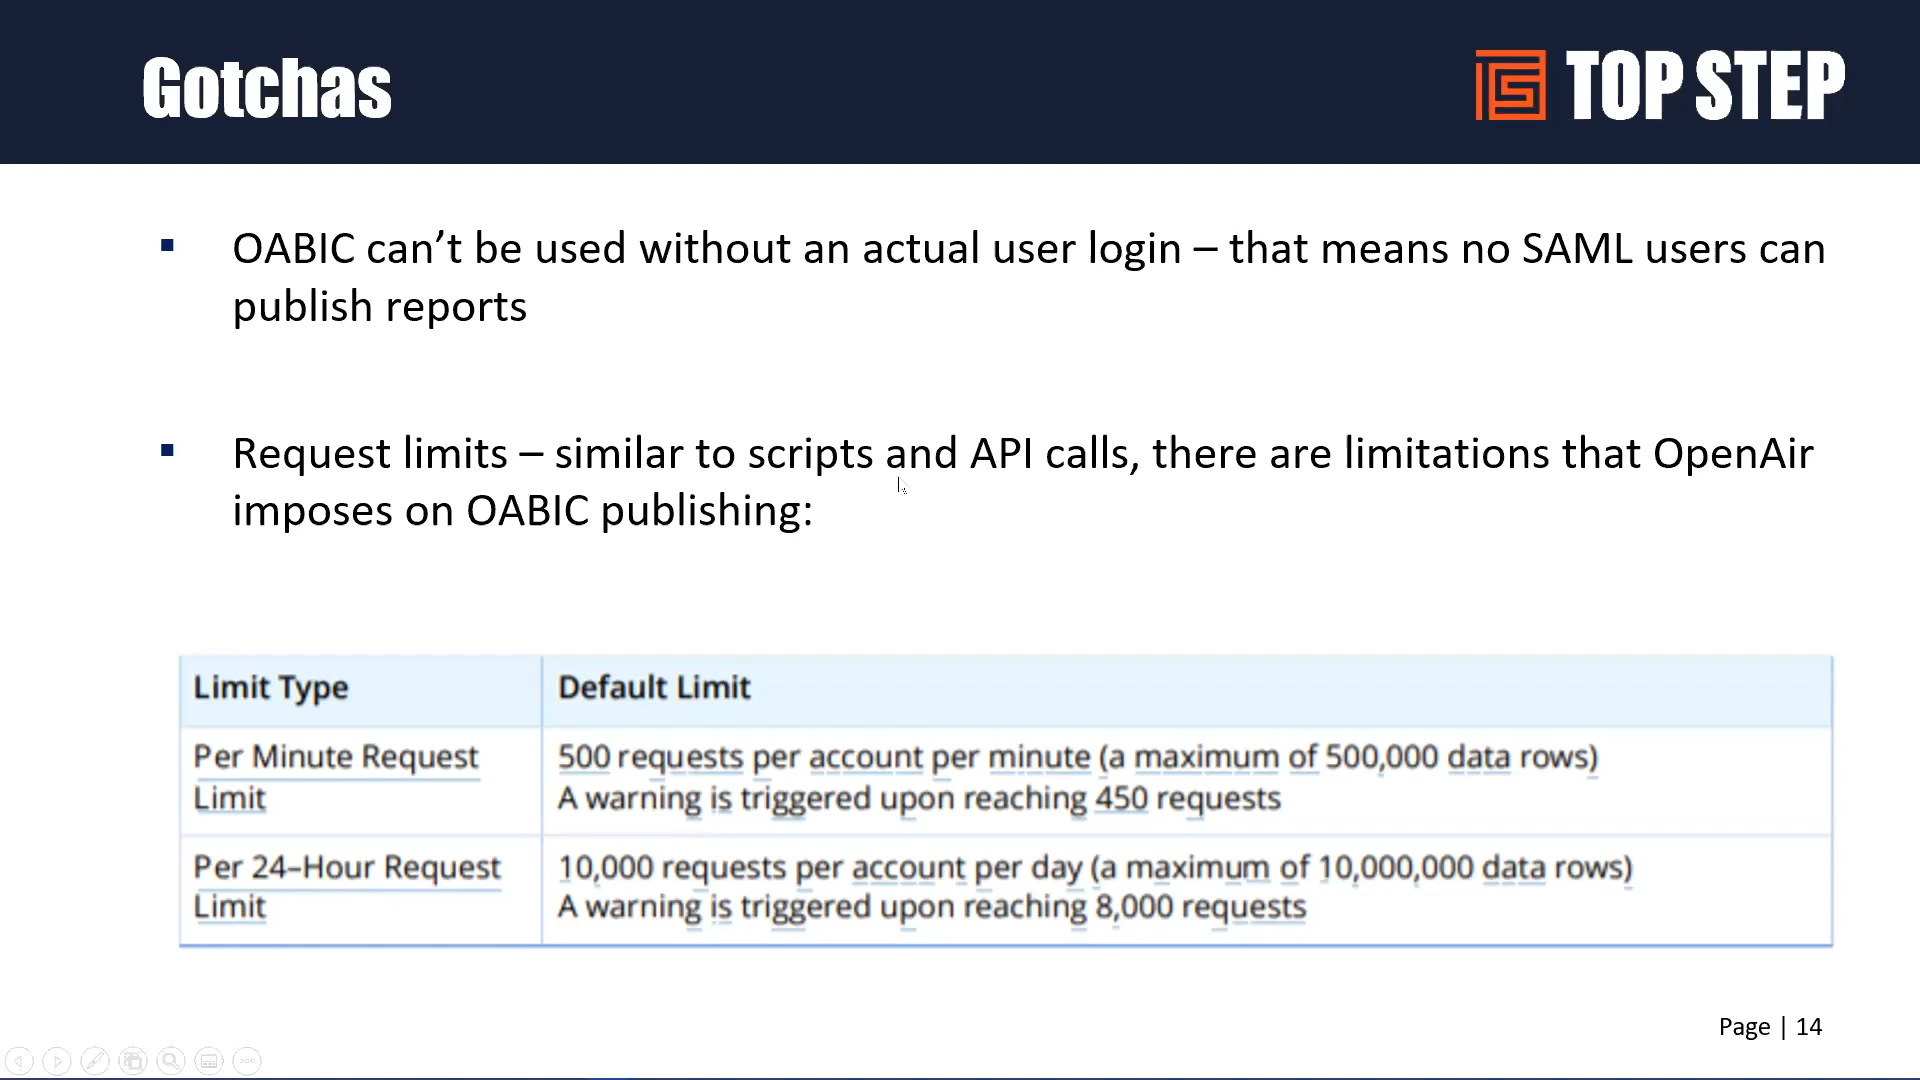 Gotchas
TOP STEP
▪ OABIC can’t be used without an actual user login – that means no SAML users can
publish reports
▪ Request limits – similar to scripts and API calls, there are limitations that OpenAir
imposes on OABIC publishing:
Limit Type
Default Limit
Per Minute Request
Limit
500 requests per account per minute (a maximum of 500,000 data rows)
A warning is triggered upon reaching 450 requests
Per 24–Hour Request
Limit
10,000 requests per account per day (a maximum of 10,000,000 data rows)
A warning is triggered upon reaching 8,000 requests
Page | 14